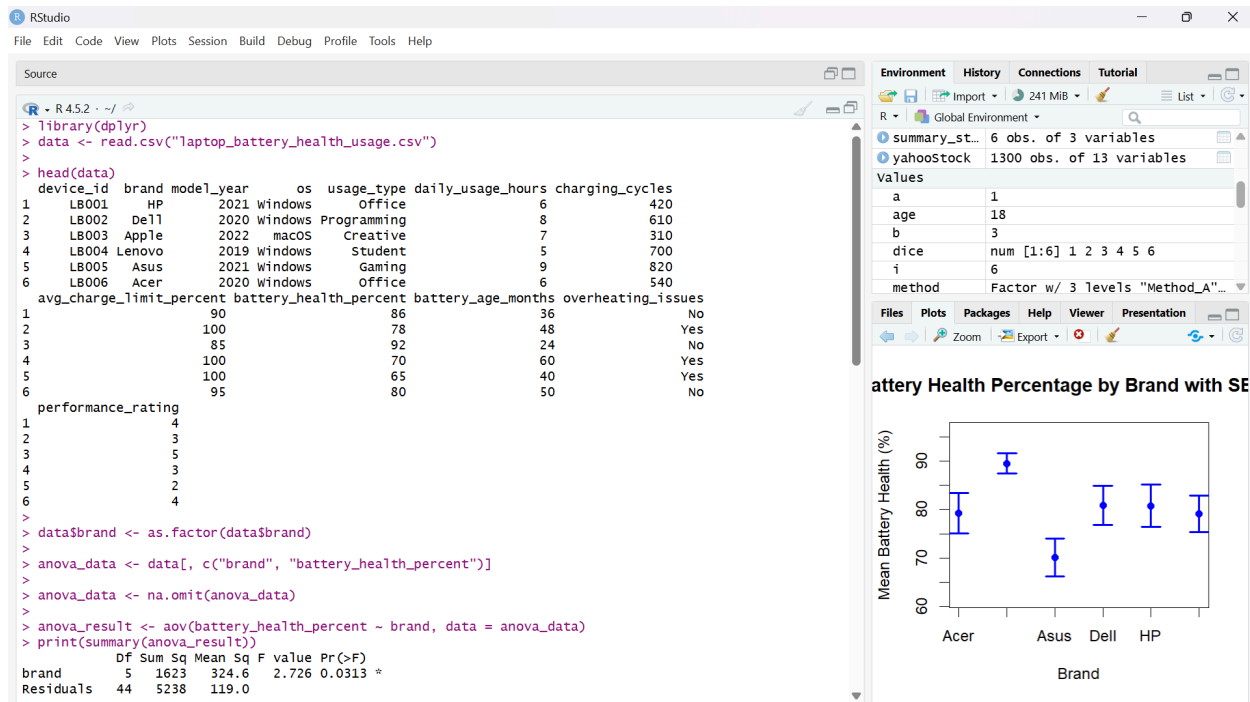 RStudio
File Edit Code View Plots Session Build Debug Profile Tools Help
Source
R 4.5.2 · ~/
> library(dplyr)
> data <- read.csv("laptop_battery_health_usage.csv")
>
> head(data)
  device_id  brand model_year      os  usage_type daily_usage_hours charging_cycles
1     LB001     HP       2021 Windows      Office                 6             420
2     LB002   Dell       2020 Windows Programming                 8             610
3     LB003  Apple       2022   macOS    Creative                 7             310
4     LB004 Lenovo       2019 Windows     Student                 5             700
5     LB005   Asus       2021 Windows      Gaming                 9             820
6     LB006   Acer       2020 Windows      Office                 6             540
  avg_charge_limit_percent battery_health_percent battery_age_months overheating_issues
1                       90                     86                 36                 No
2                      100                     78                 48                Yes
3                       85                     92                 24                 No
4                      100                     70                 60                Yes
5                      100                     65                 40                Yes
6                       95                     80                 50                 No
  performance_rating
1                  4
2                  3
3                  5
4                  3
5                  2
6                  4
>
> data$brand <- as.factor(data$brand)
>
> anova_data <- data[, c("brand", "battery_health_percent")]
>
> anova_data <- na.omit(anova_data)
>
> anova_result <- aov(battery_health_percent ~ brand, data = anova_data)
> print(summary(anova_result))
            Df Sum Sq Mean Sq F value Pr(>F)
brand        5   1623   324.6   2.726 0.0313 *
Residuals   44   5238   119.0
Environment History Connections Tutorial
Import 241 MiB List
R Global Environment
summary_st… 6 obs. of 3 variables
yahooStock 1300 obs. of 13 variables
Values
a 1
age 18
b 3
dice num [1:6] 1 2 3 4 5 6
i 6
method Factor w/ 3 levels "Method_A"…
Files Plots Packages Help Viewer Presentation
Zoom Export
attery Health Percentage by Brand with SE
Mean Battery Health (%)
90
80
70
60
Acer Asus Dell HP
Brand